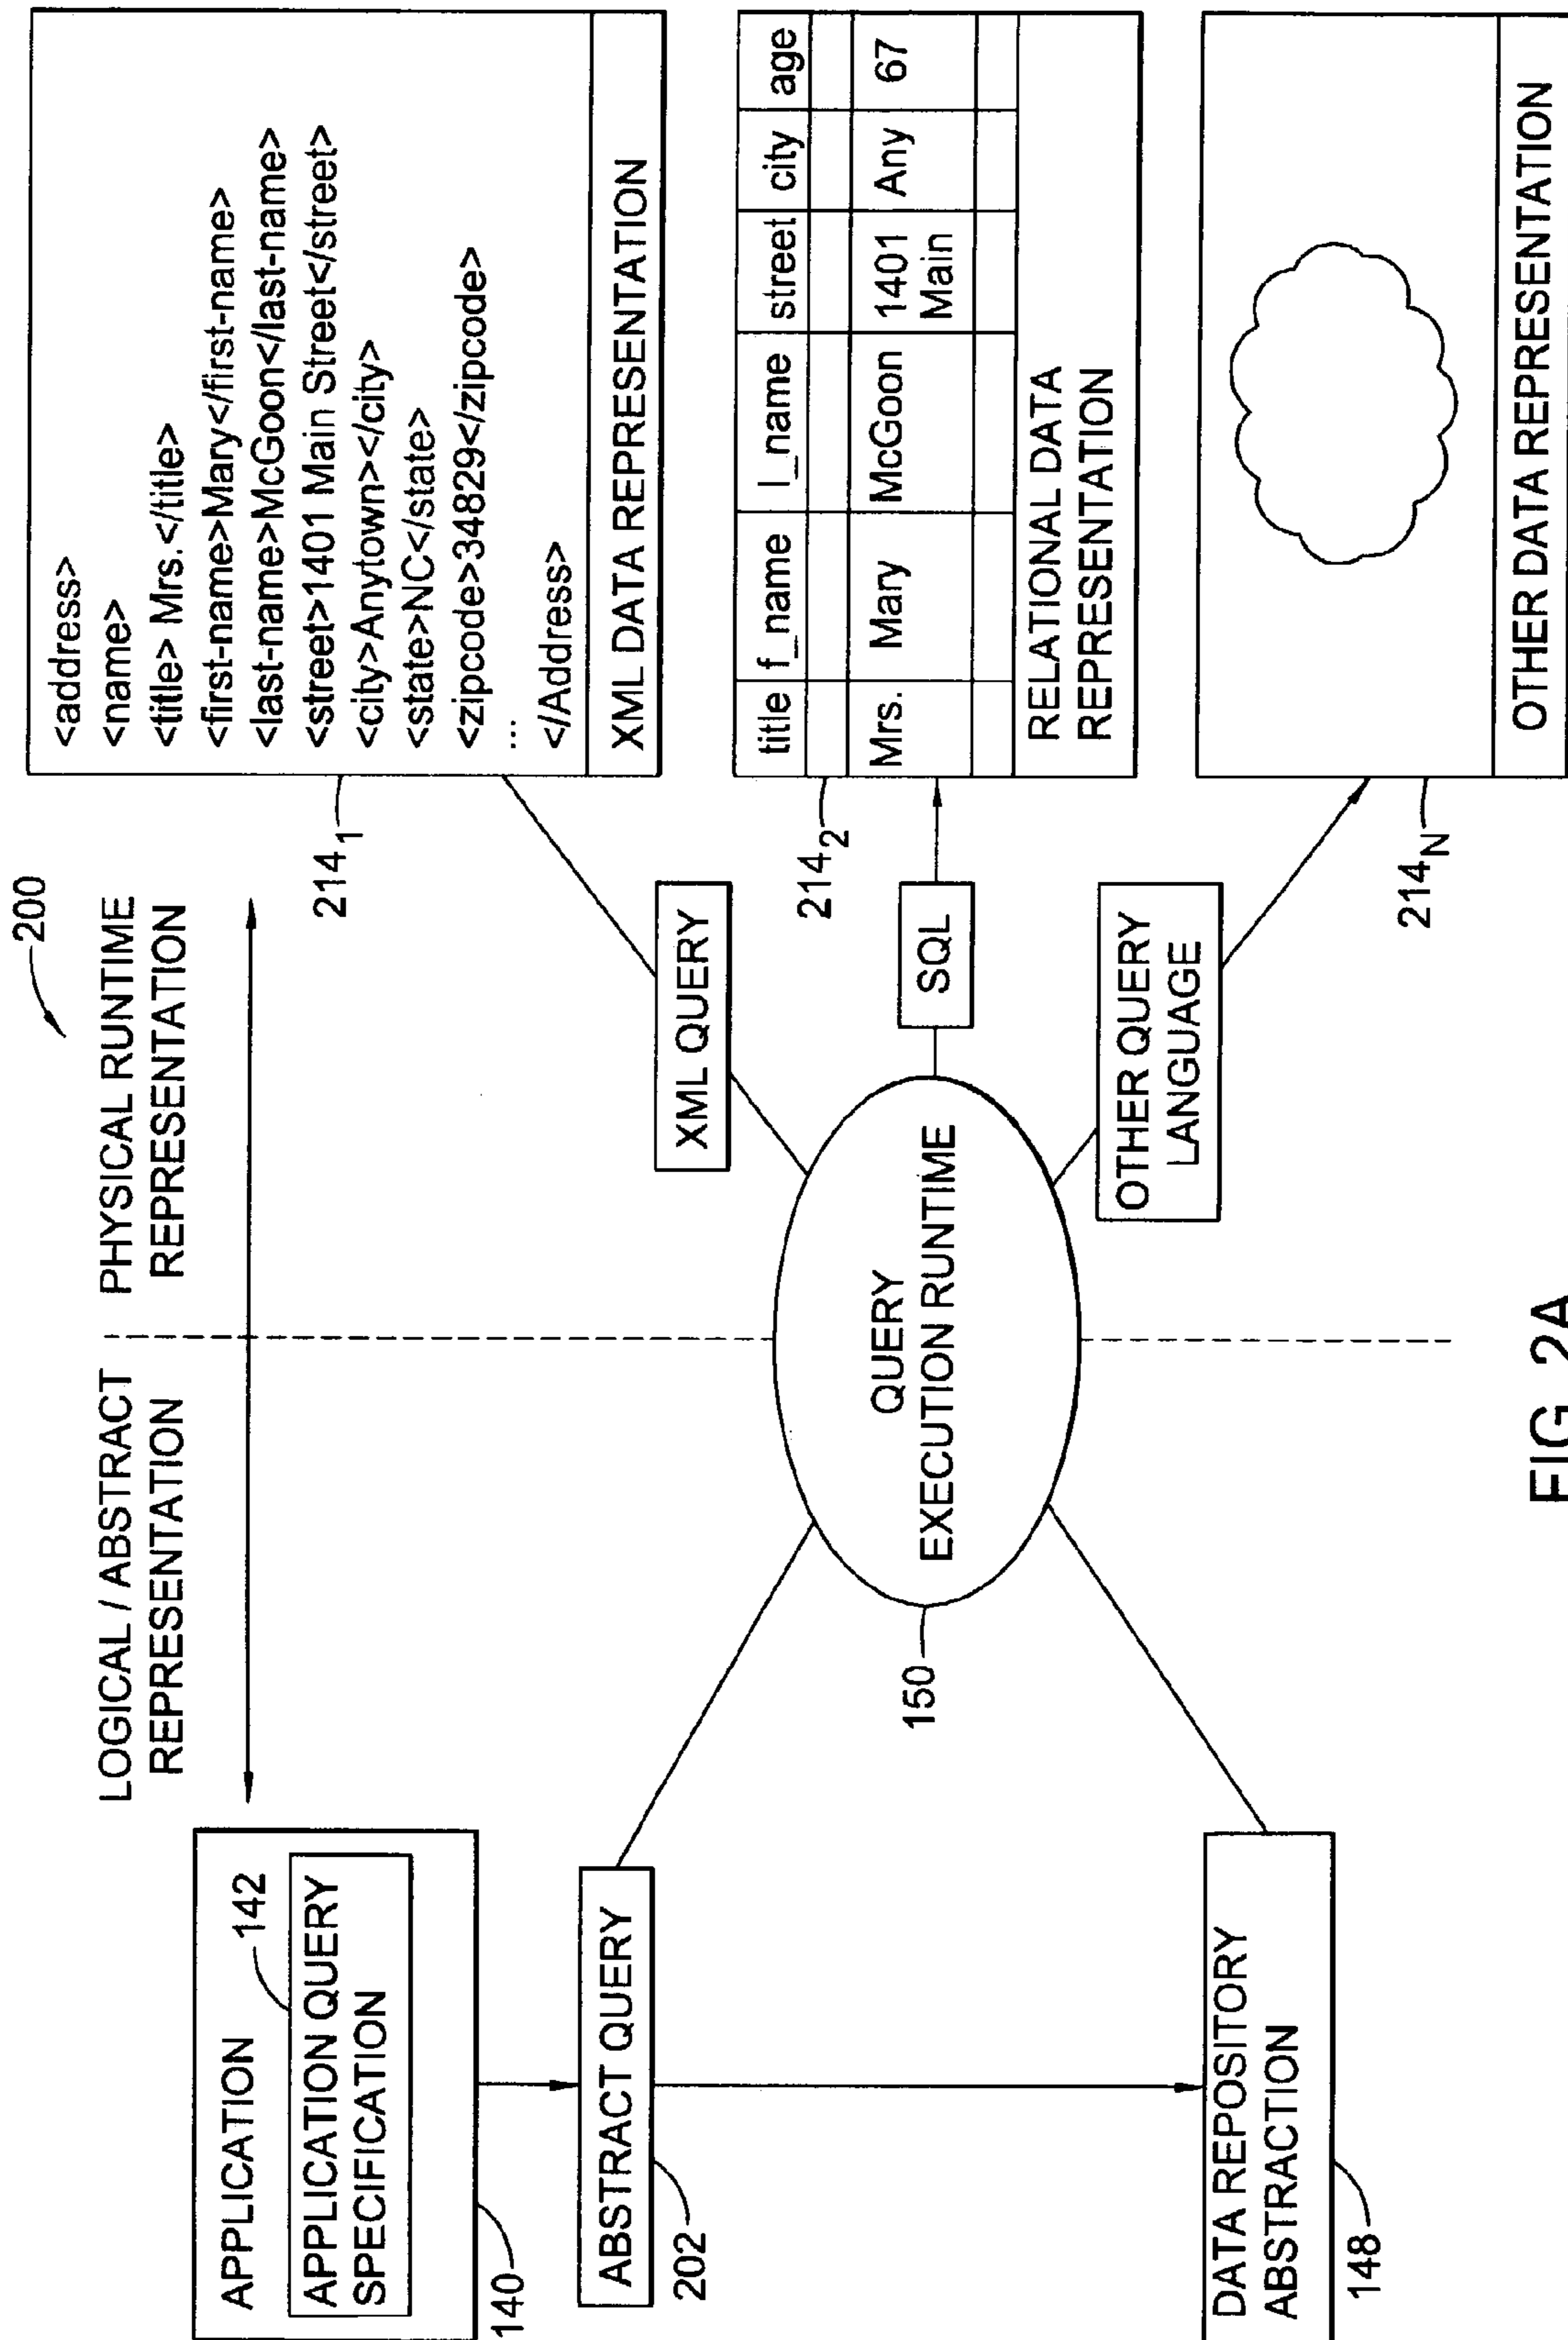 200
LOGICAL / ABSTRACT
REPRESENTATION
PHYSICAL RUNTIME
REPRESENTATION
APPLICATION
142
APPLICATION QUERY
SPECIFICATION
140
ABSTRACT QUERY
202
DATA REPOSITORY
ABSTRACTION
148
QUERY
EXECUTION RUNTIME
150
XML QUERY
SQL
OTHER QUERY
LANGUAGE
<address>
<name>
<title> Mrs.</title>
<first-name>Mary</first-name>
<last-name>McGoon</last-name>
<street>1401 Main Street</street>
<city>Anytown></city>
<state>NC</state>
<zipcode>34829</zipcode>
...
</Address>
XML DATA REPRESENTATION
214₁
title f_name l_name street city age
Mrs. Mary McGoon 1401 Main Any 67
RELATIONAL DATA
REPRESENTATION
214₂
OTHER DATA REPRESENTATION
214N
FIG. 2A